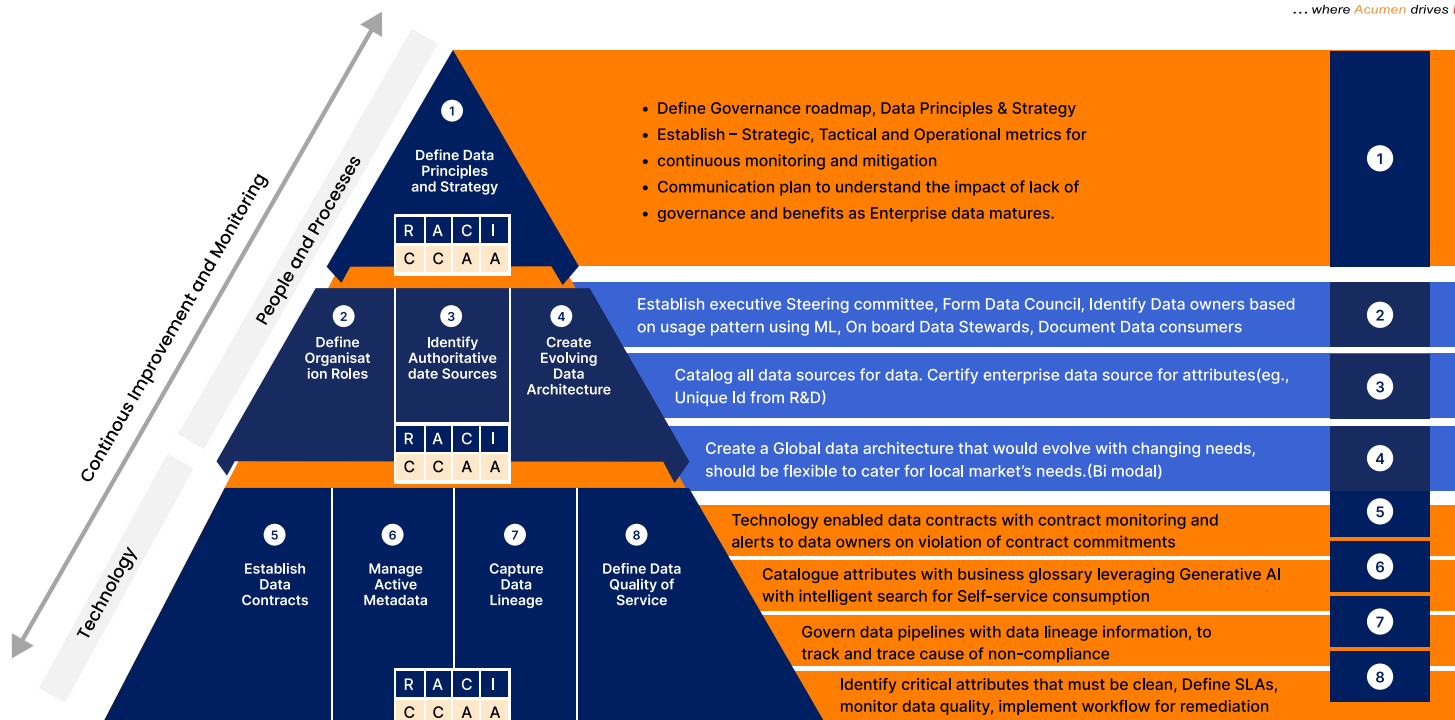 ... where Acumen drives
Continous Improvement and Monitoring
People and Processes
Technology
1
Define Data
Principles
and Strategy
R A C I
C C A A
• Define Governance roadmap, Data Principles & Strategy
• Establish – Strategic, Tactical and Operational metrics for
• continuous monitoring and mitigation
• Communication plan to understand the impact of lack of
• governance and benefits as Enterprise data matures.
1
2
Define
Organisat
ion Roles
3
Identify
Authoritative
date Sources
4
Create
Evolving
Data
Architecture
R A C I
C C A A
Establish executive Steering committee, Form Data Council, Identify Data owners based
on usage pattern using ML, On board Data Stewards, Document Data consumers
2
Catalog all data sources for data. Certify enterprise data source for attributes(eg.,
Unique Id from R&D)
3
Create a Global data architecture that would evolve with changing needs,
should be flexible to cater for local market's needs.(Bi modal)
4
5
Establish
Data
Contracts
6
Manage
Active
Metadata
7
Capture
Data
Lineage
8
Define Data
Quality of
Service
R A C I
C C A A
Technology enabled data contracts with contract monitoring and
alerts to data owners on violation of contract commitments
5
Catalogue attributes with business glossary leveraging Generative AI
with intelligent search for Self-service consumption
6
Govern data pipelines with data lineage information, to
track and trace cause of non-compliance
7
Identify critical attributes that must be clean, Define SLAs,
monitor data quality, implement workflow for remediation
8